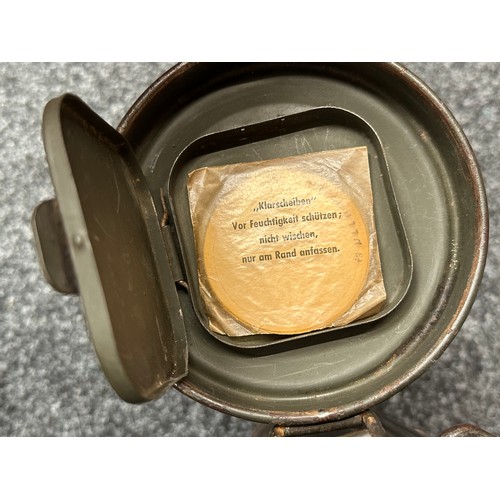 „Klarscheiben"
Vor Feuchtigkeit schützen;
nicht wischen,
nur am Rand anfassen.